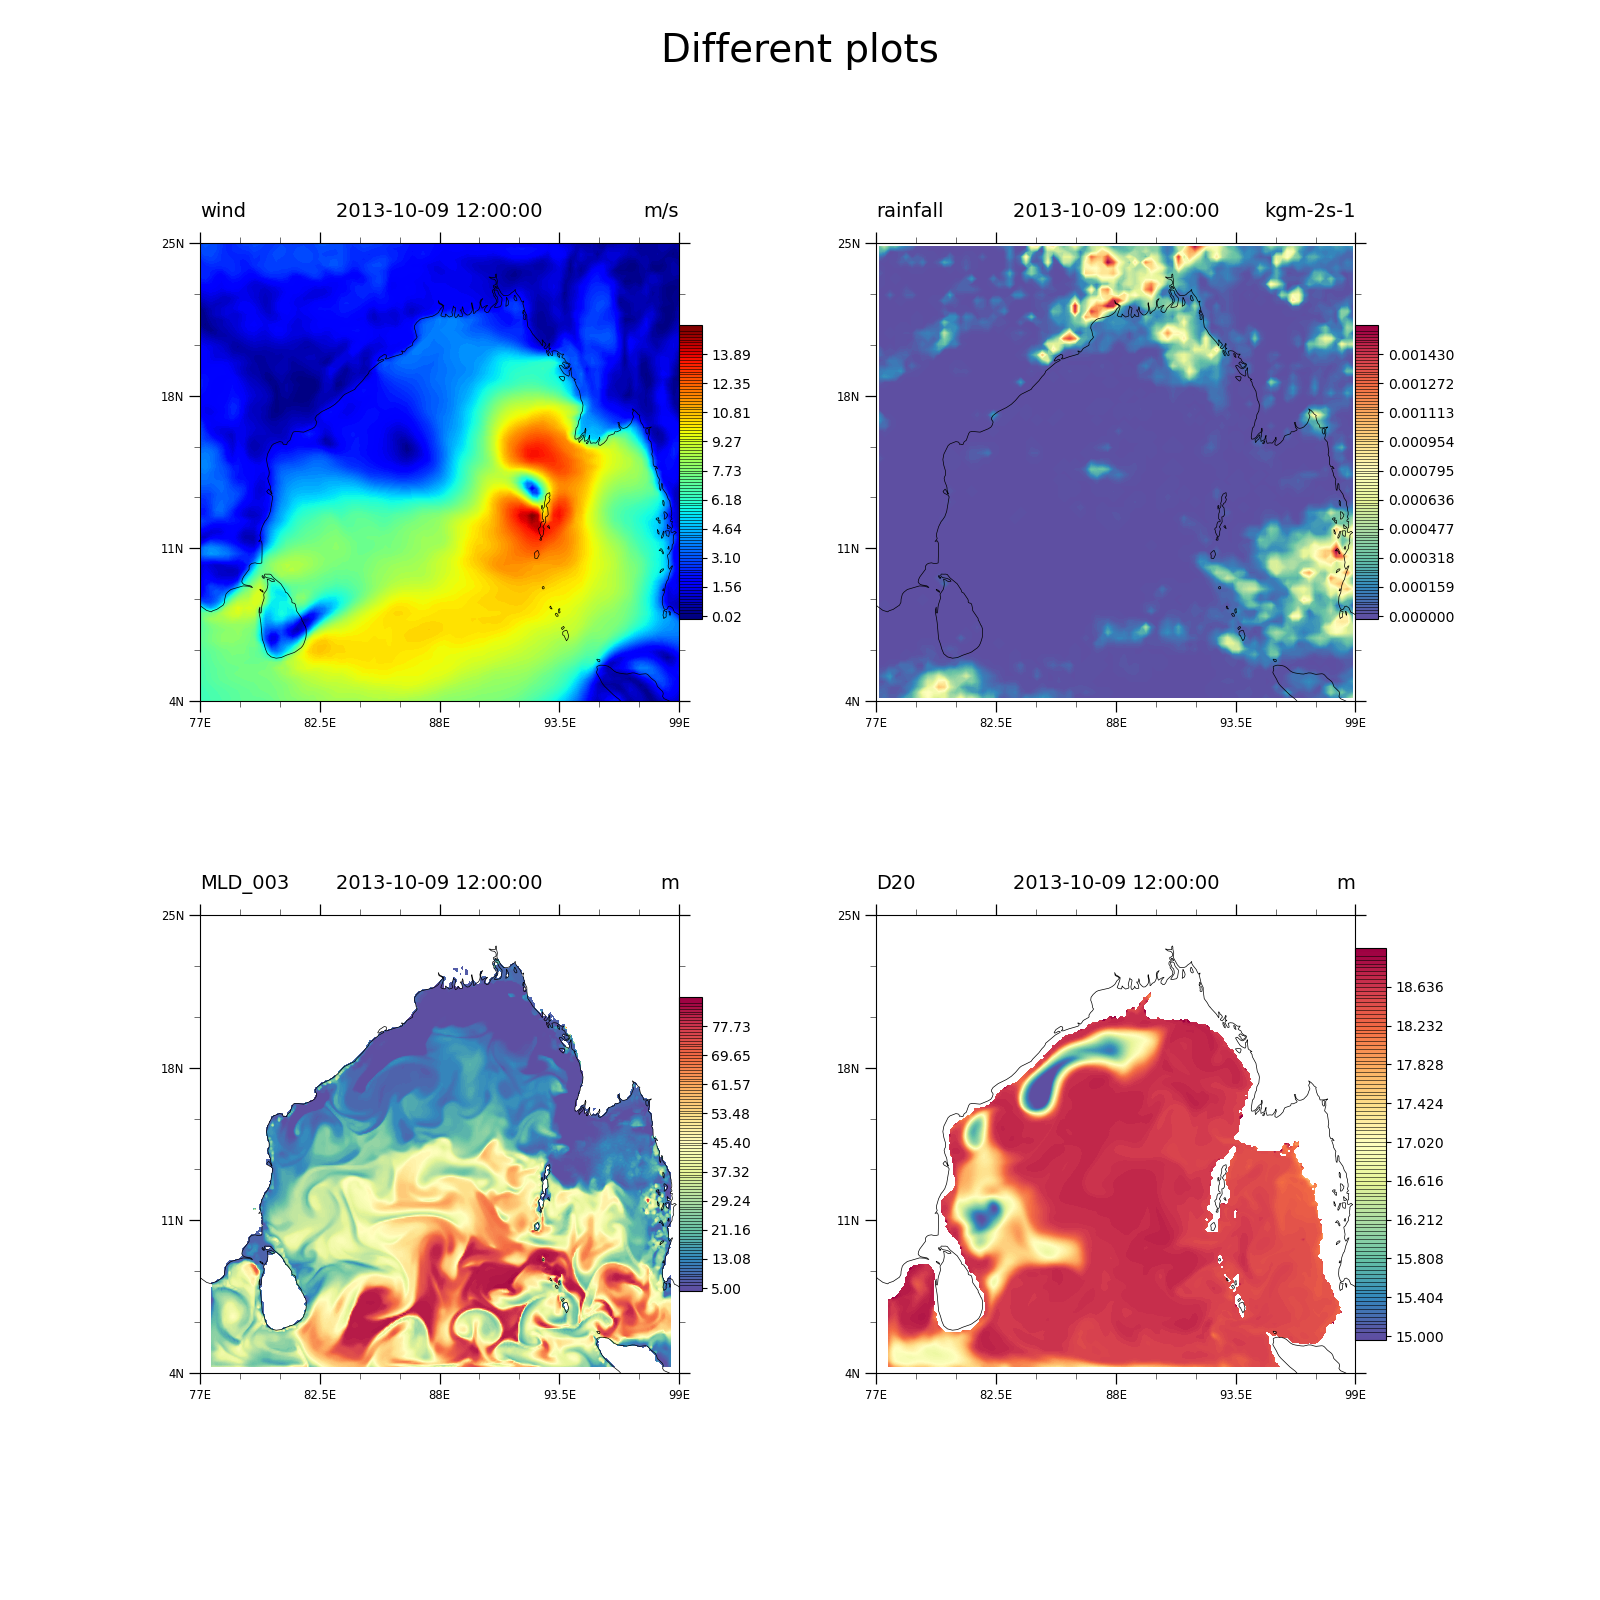 Different plots
wind 2013-10-09 12:00:00 m/s
25N
18N
11N
4N
77E 82.5E 88E 93.5E 99E
13.89
12.35
10.81
9.27
7.73
6.18
4.64
3.10
1.56
0.02
rainfall 2013-10-09 12:00:00 kgm-2s-1
25N
18N
11N
4N
77E 82.5E 88E 93.5E 99E
0.001430
0.001272
0.001113
0.000954
0.000795
0.000636
0.000477
0.000318
0.000159
0.000000
MLD_003 2013-10-09 12:00:00 m
25N
18N
11N
4N
77E 82.5E 88E 93.5E 99E
77.73
69.65
61.57
53.48
45.40
37.32
29.24
21.16
13.08
5.00
D20 2013-10-09 12:00:00 m
25N
18N
11N
4N
77E 82.5E 88E 93.5E 99E
18.636
18.232
17.828
17.424
17.020
16.616
16.212
15.808
15.404
15.000